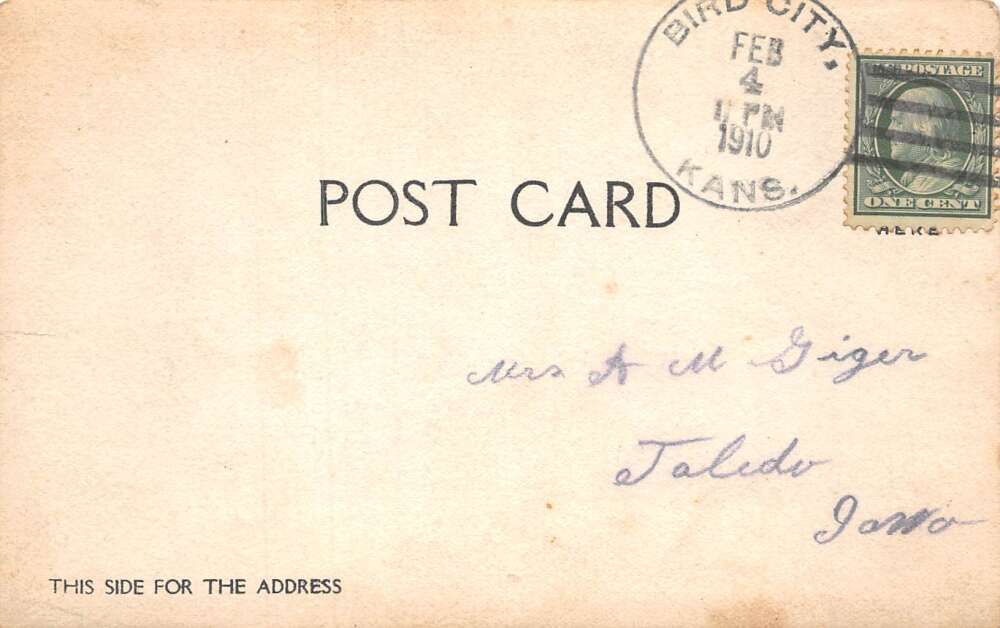 BIRD CITY,
FEB
4
PM
1910
KANS.
U.S. POSTAGE
ONE CENT
HERE
POST CARD
Mrs A M Giger
Toledo
Iowa
THIS SIDE FOR THE ADDRESS